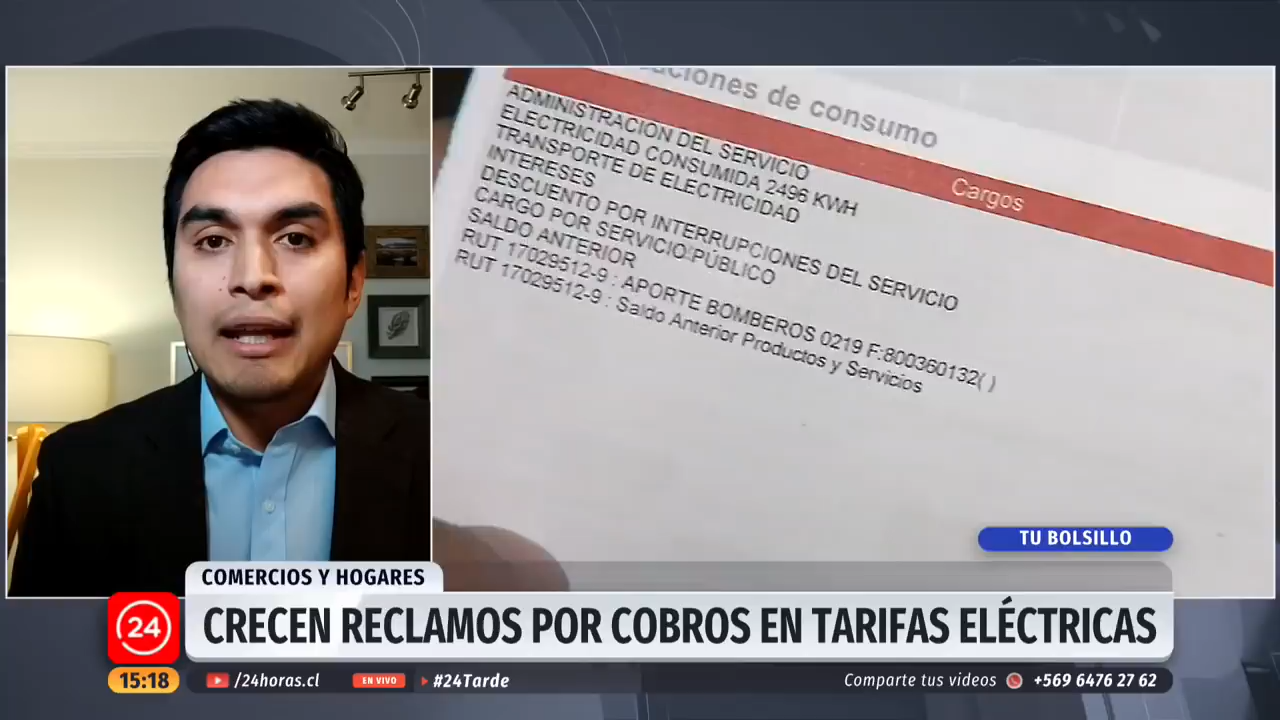 ciones de consumo
Cargos
ADMINISTRACION DEL SERVICIO
ELECTRICIDAD CONSUMIDA 2496 KWH
TRANSPORTE DE ELECTRICIDAD
INTERESES
DESCUENTO POR INTERRUPCIONES DEL SERVICIO
CARGO POR SERVICIO PÚBLICO
SALDO ANTERIOR
RUT 17029512-9 : APORTE BOMBEROS 0219 F:800360132( )
RUT 17029512-9 : Saldo Anterior Productos y Servicios
TU BOLSILLO
COMERCIOS Y HOGARES
24
CRECEN RECLAMOS POR COBROS EN TARIFAS ELÉCTRICAS
15:18
/24horas.cl
EN VIVO
#24Tarde
Comparte tus videos
+569 6476 27 62